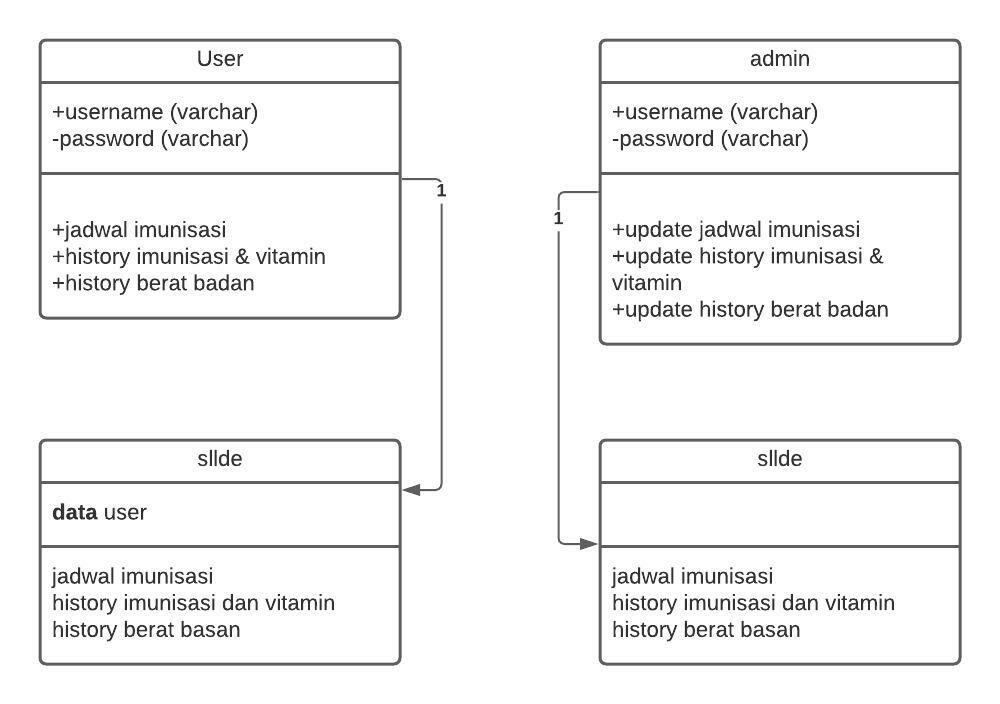 User
+username (varchar)
-password (varchar)
+jadwal imunisasi
+history imunisasi & vitamin
+history berat badan
1
admin
+username (varchar)
-password (varchar)
+update jadwal imunisasi
+update history imunisasi &
vitamin
+update history berat badan
1
sllde
data user
jadwal imunisasi
history imunisasi dan vitamin
history berat basan
sllde
jadwal imunisasi
history imunisasi dan vitamin
history berat basan